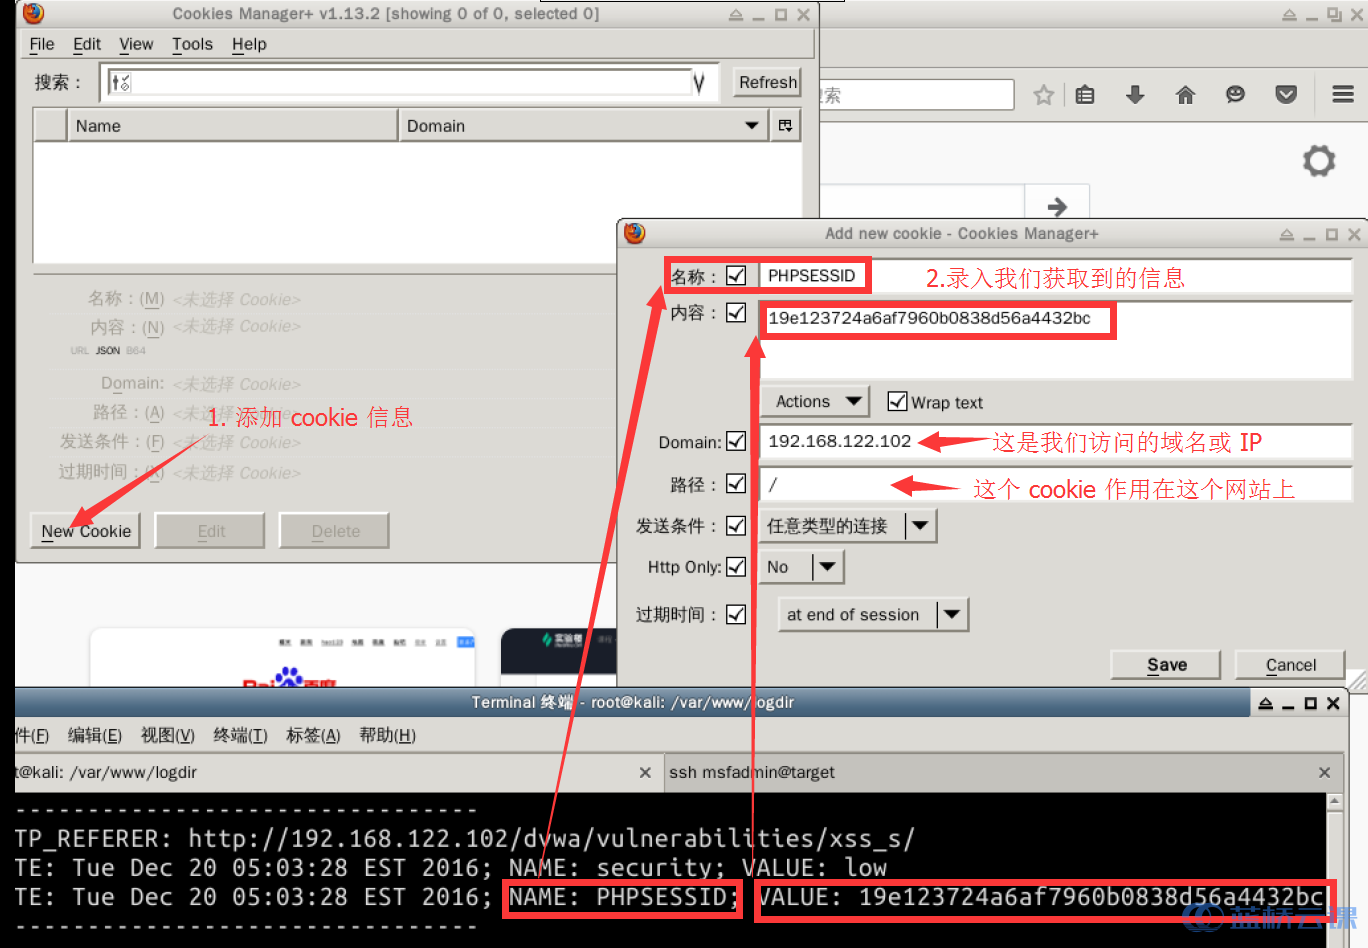 Cookies Manager+ v1.13.2 [showing 0 of 0, selected 0]
File Edit View Tools Help
搜索： Refresh
索
Name Domain
Add new cookie - Cookies Manager+
名称： PHPSESSID 2.录入我们获取到的信息
内容： 19e123724a6af7960b0838d56a4432bc
名称：(M) <未选择 Cookie>
内容：(N) <未选择 Cookie>
URL JSON B64
Domain: <未选择 Cookie>
路径：(A) <未选择 Cookie>
1. 添加 cookie 信息
发送条件：(F) <未选择 Cookie>
过期时间：(X) <未选择 Cookie>
New Cookie Edit Delete
Actions Wrap text
Domain: 192.168.122.102 这是我们访问的域名或 IP
路径： / 这个 cookie 作用在这个网站上
发送条件： 任意类型的连接
Http Only: No
过期时间： at end of session
Save Cancel
实验楼
Bai 百度
Terminal 终端 - root@kali: /var/www/logdir
件(F) 编辑(E) 视图(V) 终端(T) 标签(A) 帮助(H)
t@kali: /var/www/logdir ssh msfadmin@target
--------------------------------
TP_REFERER: http://192.168.122.102/dvwa/vulnerabilities/xss_s/
TE: Tue Dec 20 05:03:28 EST 2016; NAME: security; VALUE: low
TE: Tue Dec 20 05:03:28 EST 2016; NAME: PHPSESSID; VALUE: 19e123724a6af7960b0838d56a4432bc
--------------------------------
蓝桥云课